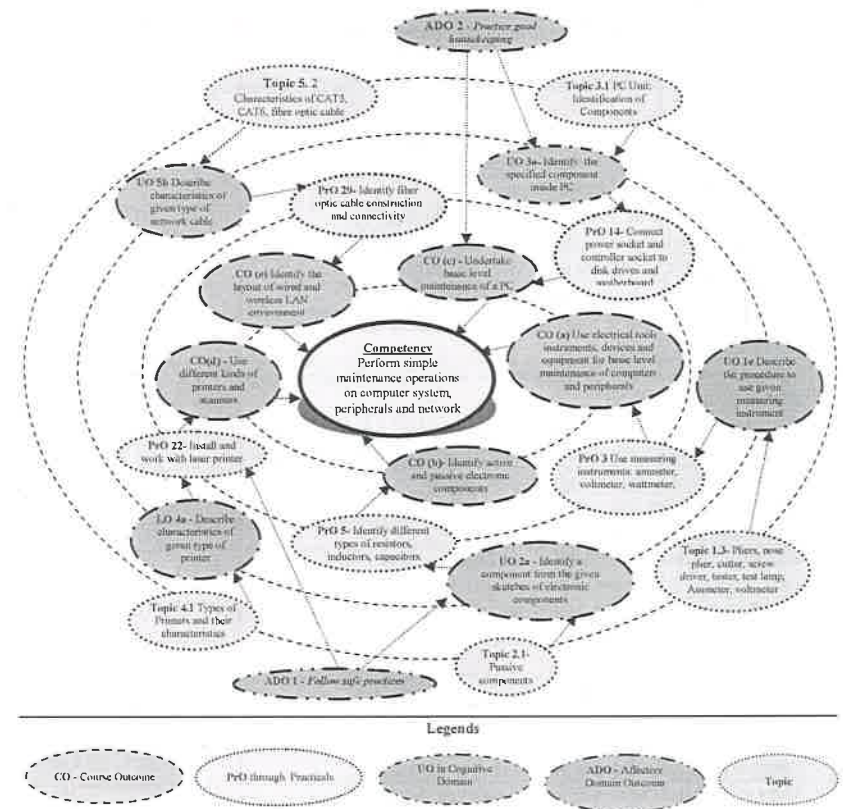 ADO 2 - Practice good
housekeeping
Topic 5. 2
Characteristics of CAT5,
CAT6, fibre optic cable
Topic 3.1 PC Unit:
Identification of
Components
UO 5b Describe
characteristics of
given type of
network cable
PrO 29- Identify fiber
optic cable construction
and connectivity
UO 3a- Identify the
specified component
inside PC
PrO 14- Connect
power socket and
controller socket to
disk drives and
motherboard
CO (e) Identify the
layout of wired and
wireless LAN
environment
CO (c) - Undertake
basic level
maintenance of a PC
Competency
Perform simple
maintenance operations
on computer system,
peripherals and network
CO (a) Use electrical tools
instruments, devices and
equipment for basic level
maintenance of computers
and peripherals
UO 1e Describe
the procedure to
use given
measuring
instrument
CO(d) - Use
different kinds of
printers and
scanners
PrO 22- Install and
work with laser printer
CO (b)- Identify active
and passive electronic
components
PrO 3 Use measuring
instruments: ammeter,
voltmeter, wattmeter,
LO 4a - Describe
characteristics of
given type of
printer
PrO 5- Identify different
types of resistors,
inductors, capacitors
UO 2a - Identify a
component from the given
sketches of electronic
components
Topic 1.3- Pliers, nose
plier, cutter, screw
driver, tester, test lamp,
Ammeter, voltmeter
Topic 4.1 Types of
Printers and their
characteristics
Topic 2.1-
Passive
components
ADO 1 - Follow safe practices
Legends
CO - Course Outcome
PrO through Practicals
UO in Cognitive
Domain
ADO - Affective
Domain Outcome
Topic